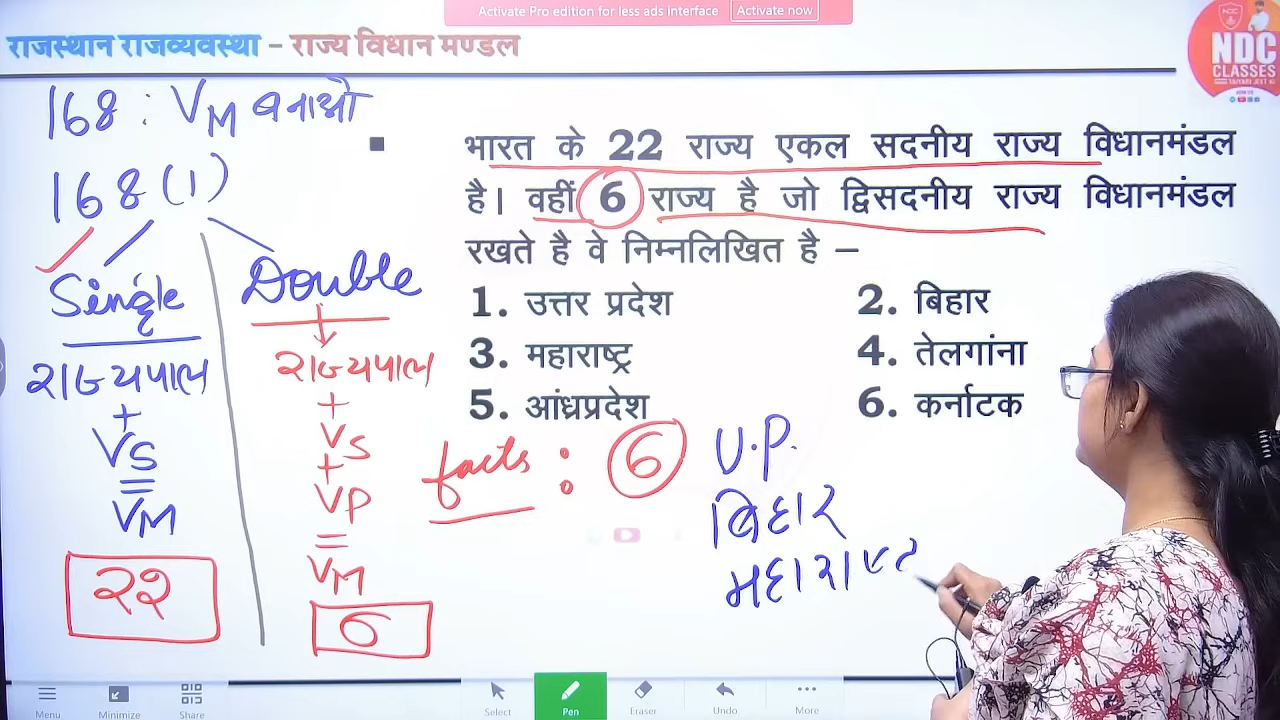 Activate Pro edition for less ads interface Activate now
राजस्थान राजव्यवस्था – राज्य विधान मण्डल
NDC
CLASSES
168 : VM बनाओ
168 (1)
Single
राज्यपाल
+
VS
=
VM
२२
Double
राज्यपाल
+
VS
+
VP
=
VM
6
भारत के 22 राज्य एकल सदनीय राज्य विधानमंडल
है। वहीं 6 राज्य है जो द्विसदनीय राज्य विधानमंडल
रखते है वे निम्नलिखित है –
1. उत्तर प्रदेश 2. बिहार
3. महाराष्ट्र 4. तेलगांना
5. आंध्रप्रदेश 6. कर्नाटक
facts : 6 U.P.
बिहार
Menu Minimize Share Select Pen Eraser Undo More